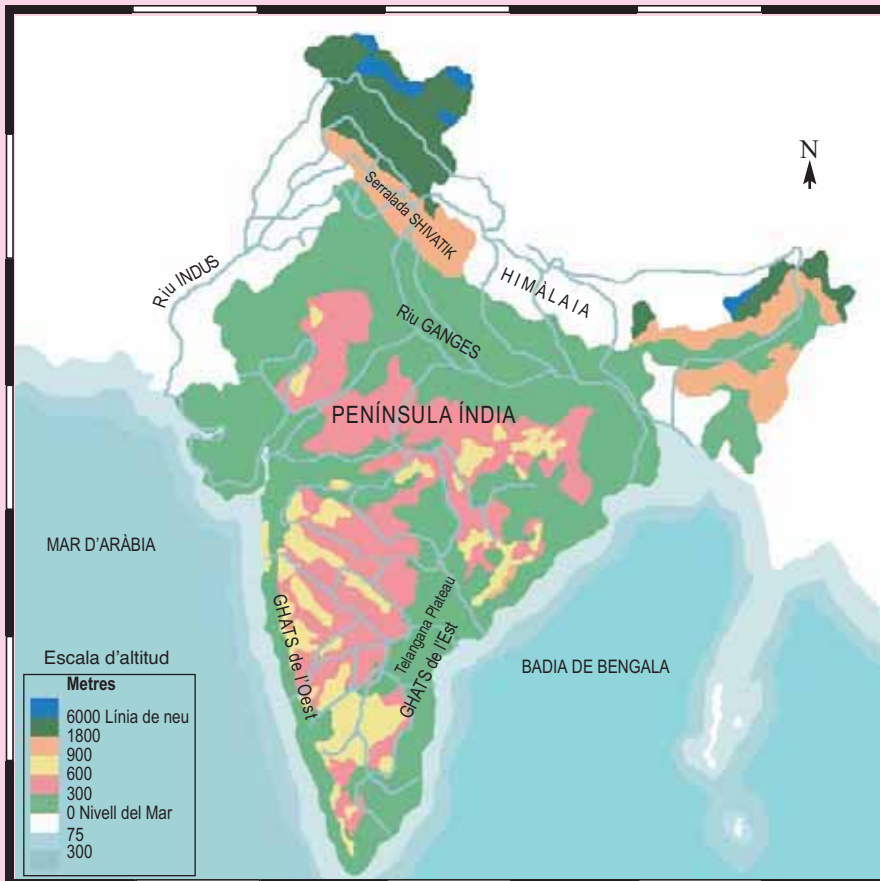 N
Serralada SHIVATIK
Riu INDUS
HIMÀLAIA
Riu GANGES
PENÍNSULA ÍNDIA
MAR D'ARÀBIA
GHATS de l'Oest
Telangana Plateau
GHATS de l'Est
BADIA DE BENGALA
Escala d'altitud
Metres
6000 Línia de neu
1800
900
600
300
0 Nivell del Mar
75
300